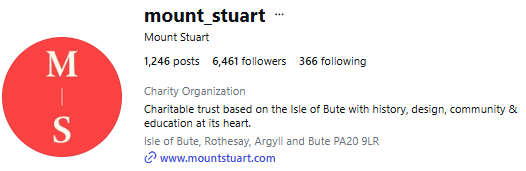 mount_stuart ...
Mount Stuart
1,246 posts 6,461 followers 366 following
M
S
Charity Organization
Charitable trust based on the Isle of Bute with history, design, community &
education at its heart.
Isle of Bute, Rothesay, Argyll and Bute PA20 9LR
www.mountstuart.com